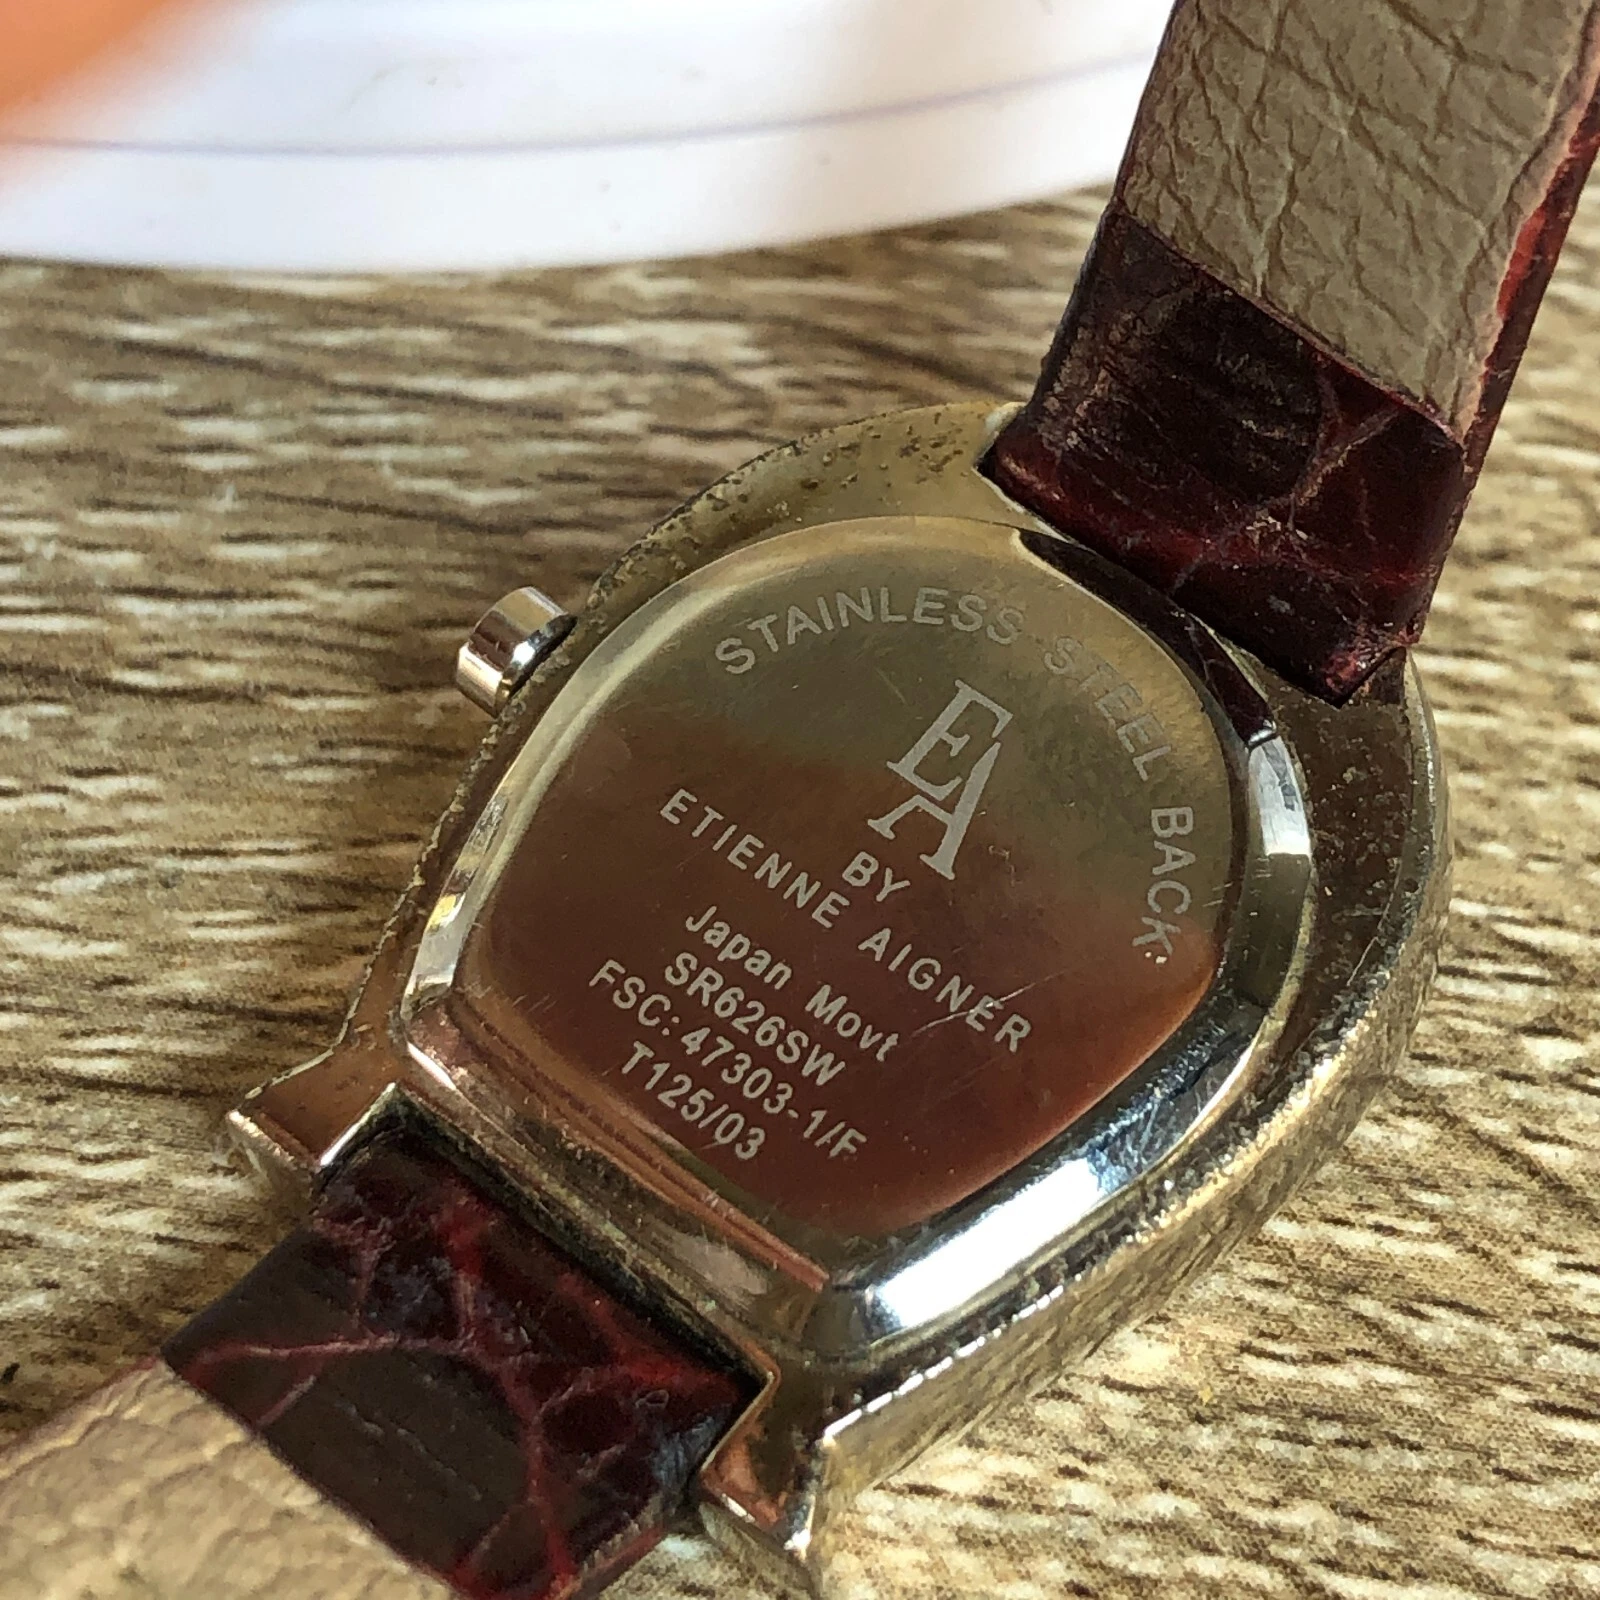 STAINLESS STEEL BACK
EA
BY
ETIENNE AIGNER
Japan Movt
SR626SW
FSC: 47303-1/F
T125/03